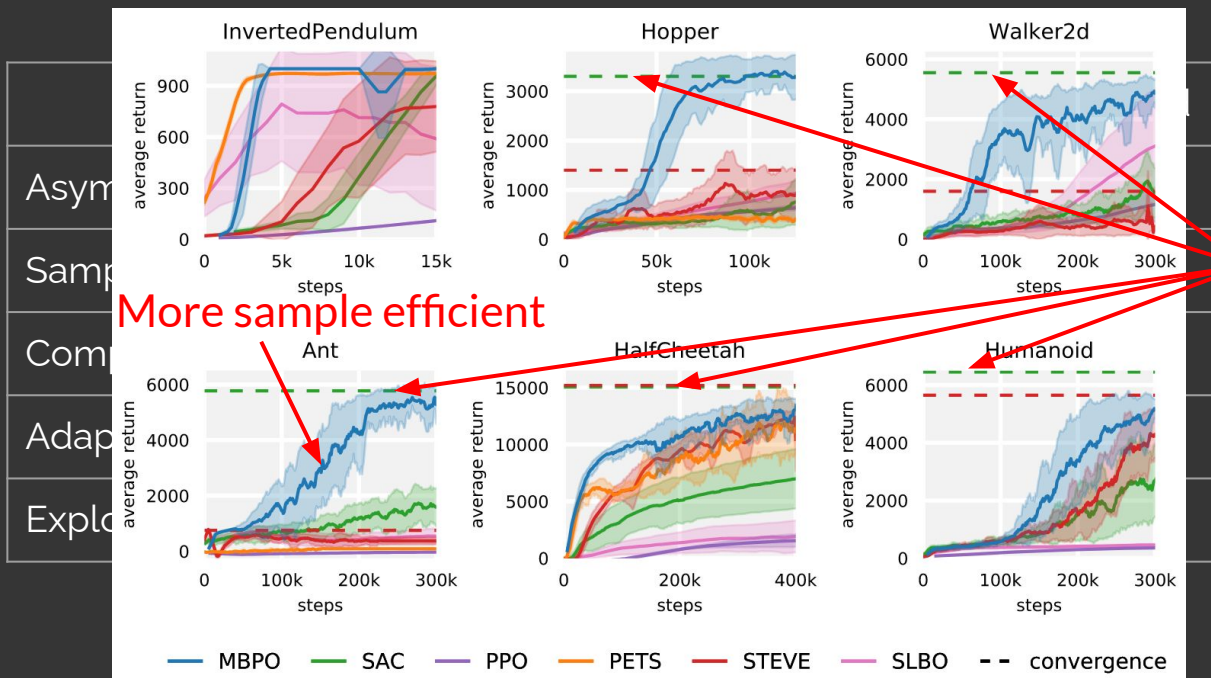 InvertedPendulum
Hopper
Walker2d
average return
900
600
300
0
0 5k 10k 15k
steps
average return
3000
2000
1000
0
0 50k 100k
steps
average return
6000
4000
2000
0
0 100k 200k 300k
steps
More sample efficient
Ant
HalfCheetah
Humanoid
average return
6000
4000
2000
0
0 100k 200k 300k
steps
average return
15000
10000
5000
0
0 200k 400k
steps
average return
6000
4000
2000
0
0 100k 200k 300k
steps
MBPO SAC PPO PETS STEVE SLBO convergence
Asym
Samp
Comp
Adap
Explo